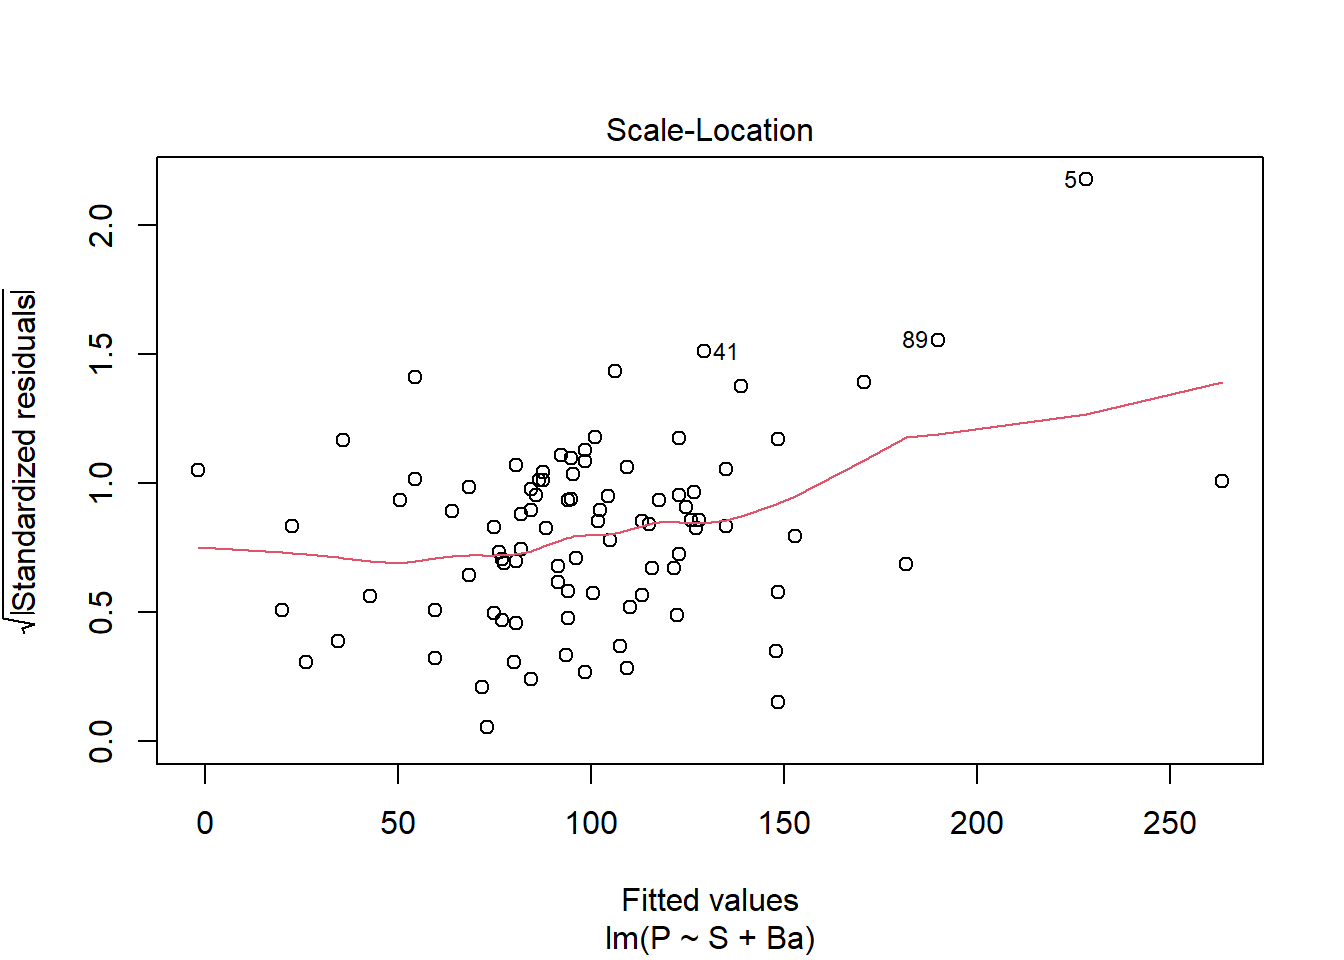 Scale-Location
√|Standardized residuals|
2.0
1.5
1.0
0.5
0.0
5
89
41
0 50 100 150 200 250
Fitted values
lm(P ~ S + Ba)